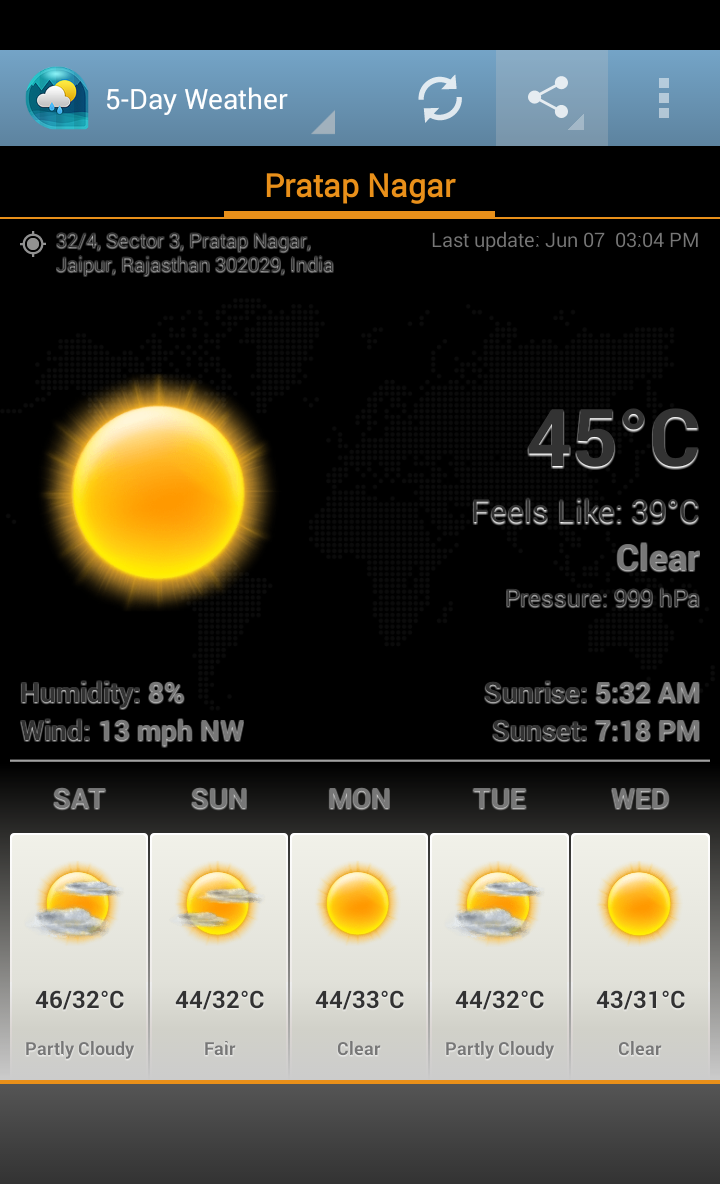 5-Day Weather
Pratap Nagar
32/4, Sector 3, Pratap Nagar,
Jaipur, Rajasthan 302029, India
Last update: Jun 07 03:04 PM
45°C
Feels Like: 39°C
Clear
Pressure: 999 hPa
Humidity: 8%
Wind: 13 mph NW
Sunrise: 5:32 AM
Sunset: 7:18 PM
SAT SUN MON TUE WED
46/32°C 44/32°C 44/33°C 44/32°C 43/31°C
Partly Cloudy Fair Clear Partly Cloudy Clear